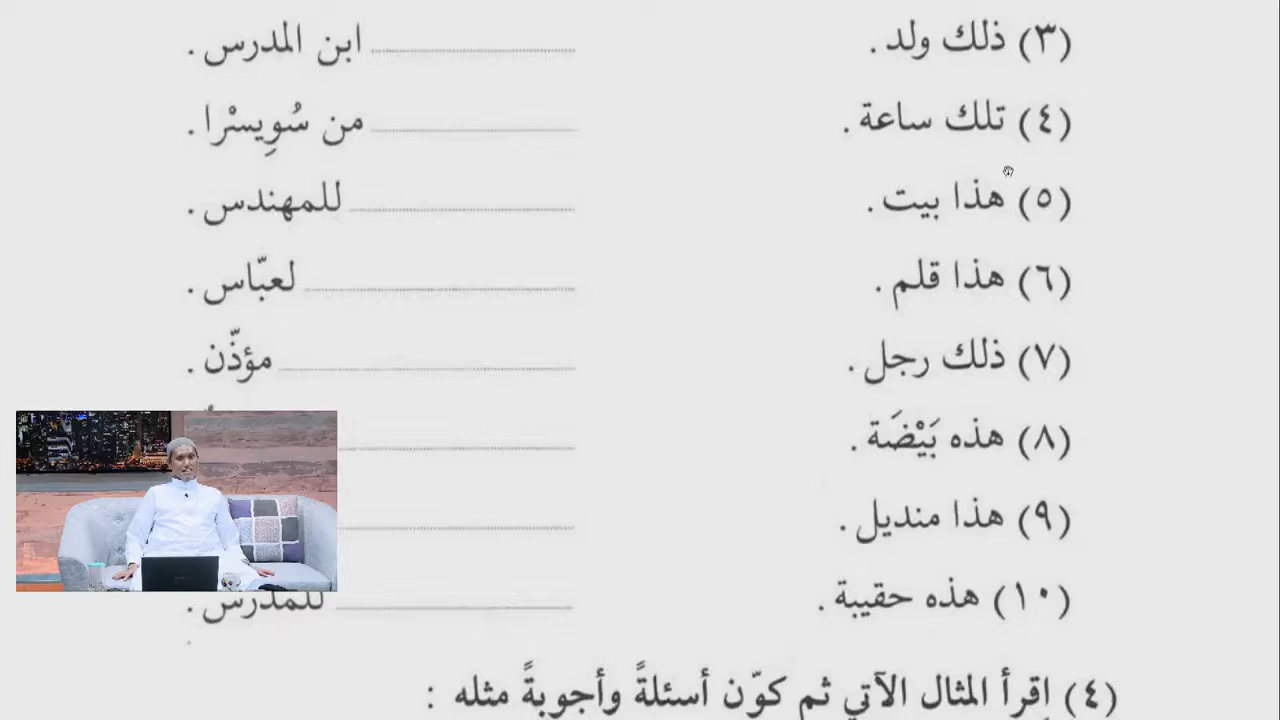 (٣) ذلك ولد . ......... ابن المدرس .
(٤) تلك ساعة . ......... من سُوِيسْرا .
(٥) هذا بيت . ......... للمهندس .
(٦) هذا قلم . ......... لعبّاس .
(٧) ذلك رجل . ......... مؤذّن .
(٨) هذه بَيْضَة . .........
(٩) هذا منديل . .........
(١٠) هذه حقيبة . ......... للمدرس .
(٤) اِقرأ المثال الآتي ثم كوّن أسئلةً وأجوبةً مثله :